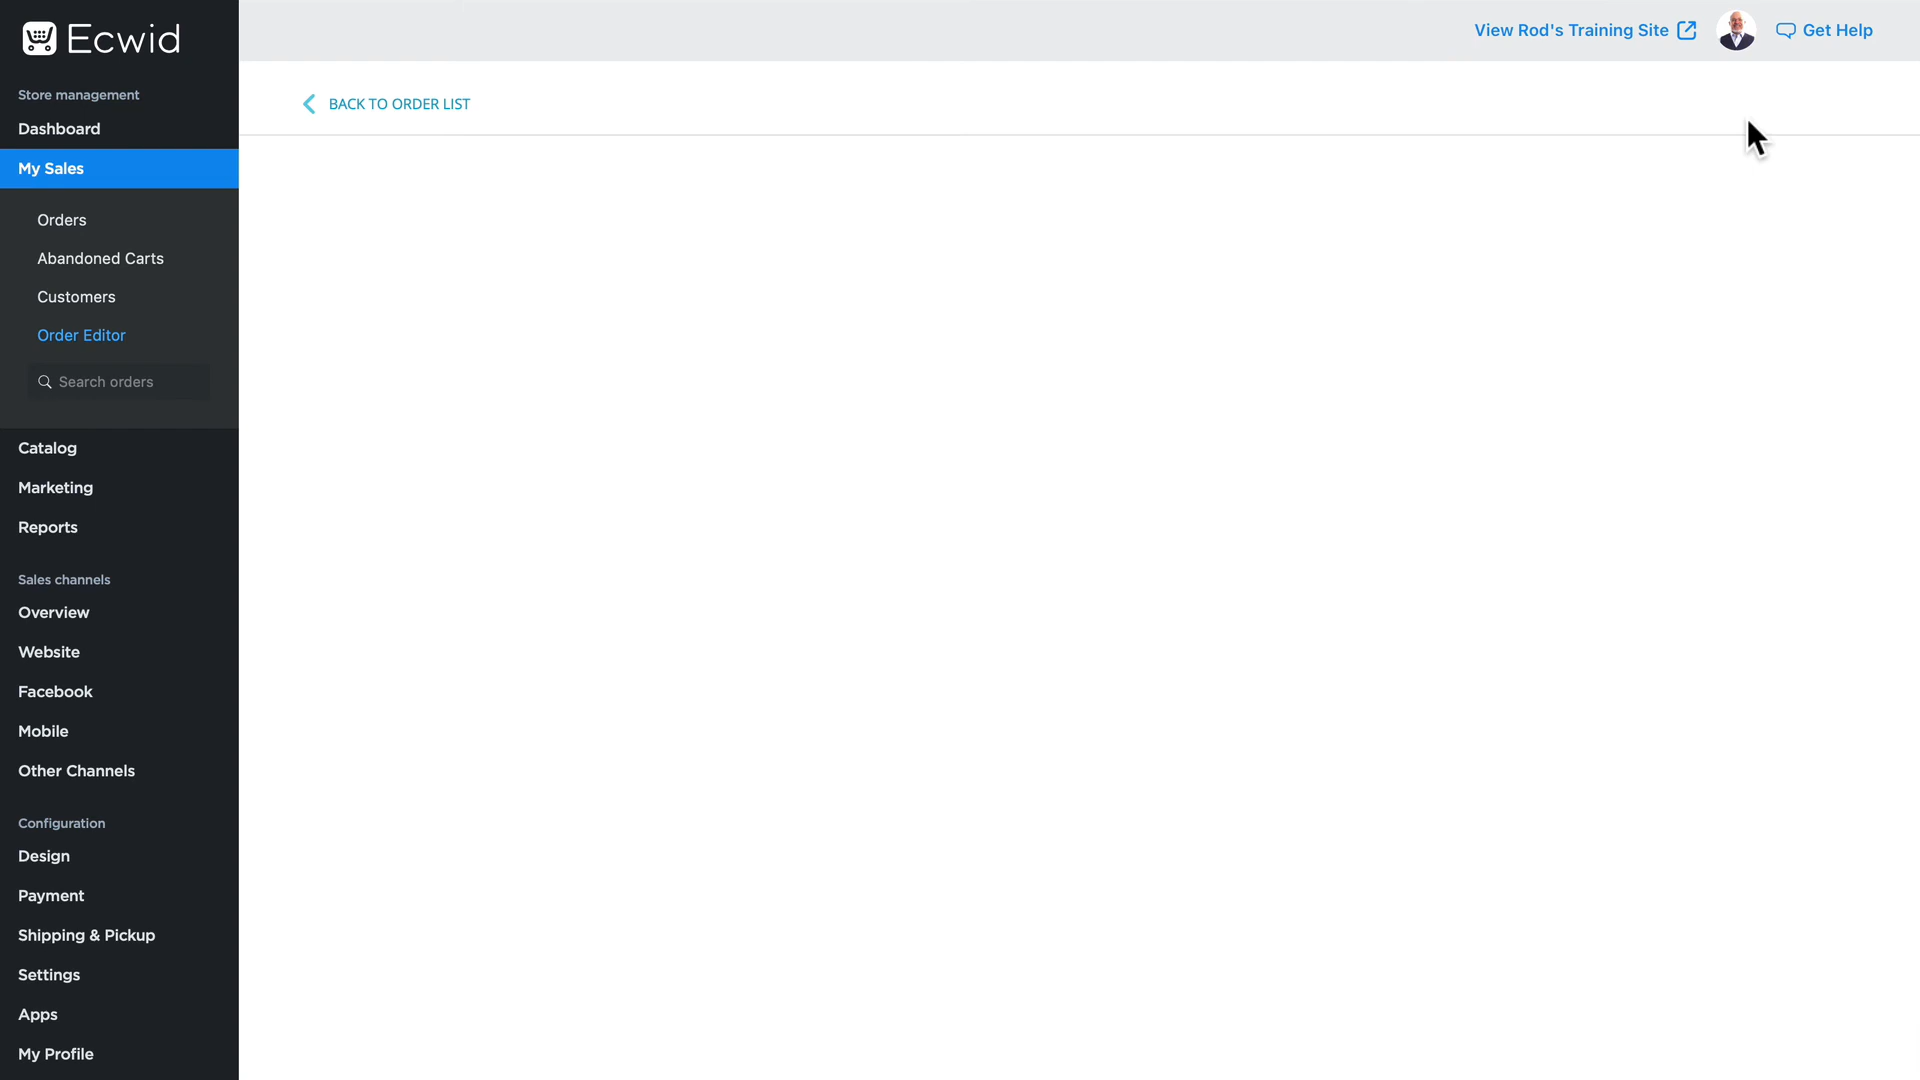 Ecwid
View Rod's Training Site
Get Help
Store management
Dashboard
My Sales
Orders
Abandoned Carts
Customers
Order Editor
Search orders
Catalog
Marketing
Reports
Sales channels
Overview
Website
Facebook
Mobile
Other Channels
Configuration
Design
Payment
Shipping & Pickup
Settings
Apps
My Profile
BACK TO ORDER LIST